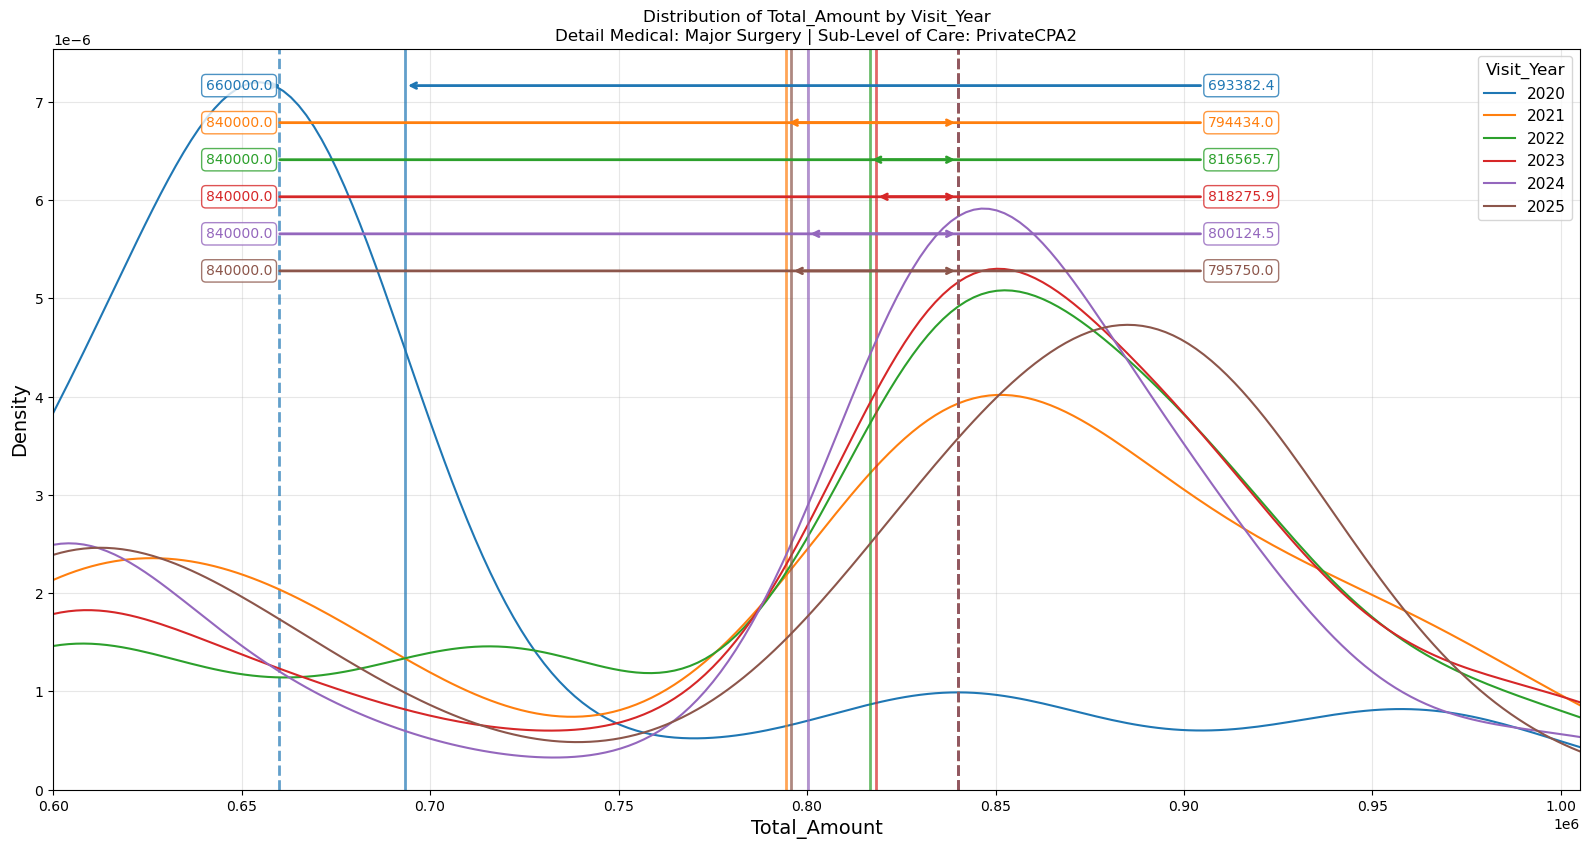 Distribution of Total_Amount by Visit_Year
Detail Medical: Major Surgery | Sub-Level of Care: PrivateCPA2
1e−6
Visit_Year
2020
2021
2022
2023
2024
2025
660000.0 693382.4
840000.0 794434.0
840000.0 816565.7
840000.0 818275.9
840000.0 800124.5
840000.0 795750.0
7
6
5
4
3
2
1
0
Density
0.60 0.65 0.70 0.75 0.80 0.85 0.90 0.95 1.00
1e6
Total_Amount